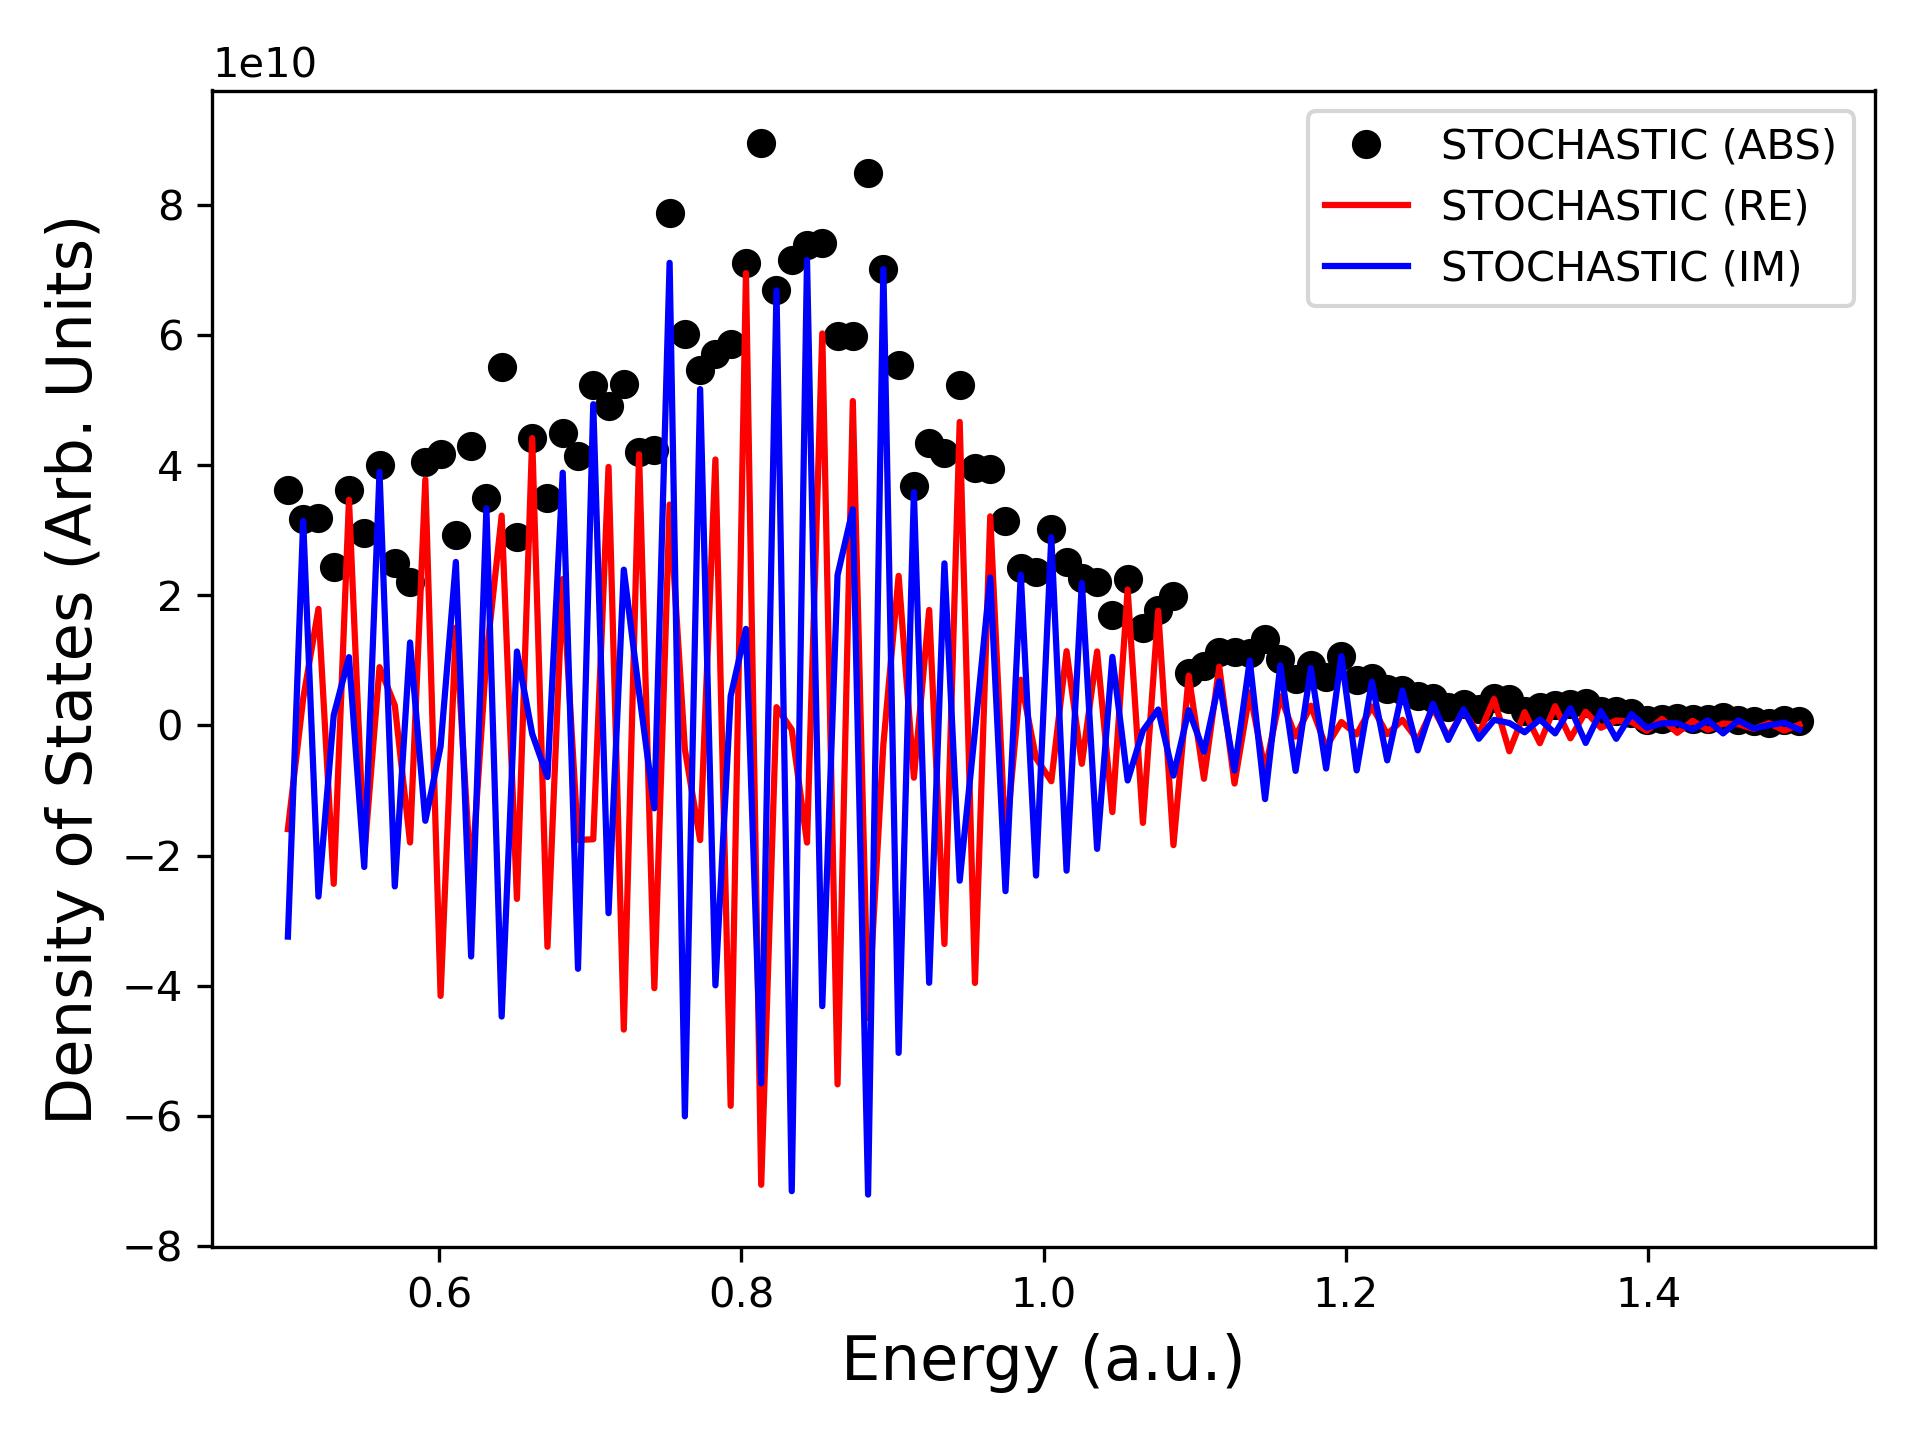 1e10
STOCHASTIC (ABS)
STOCHASTIC (RE)
STOCHASTIC (IM)
Density of States (Arb. Units)
8
6
4
2
0
−2
−4
−6
−8
0.6 0.8 1.0 1.2 1.4
Energy (a.u.)